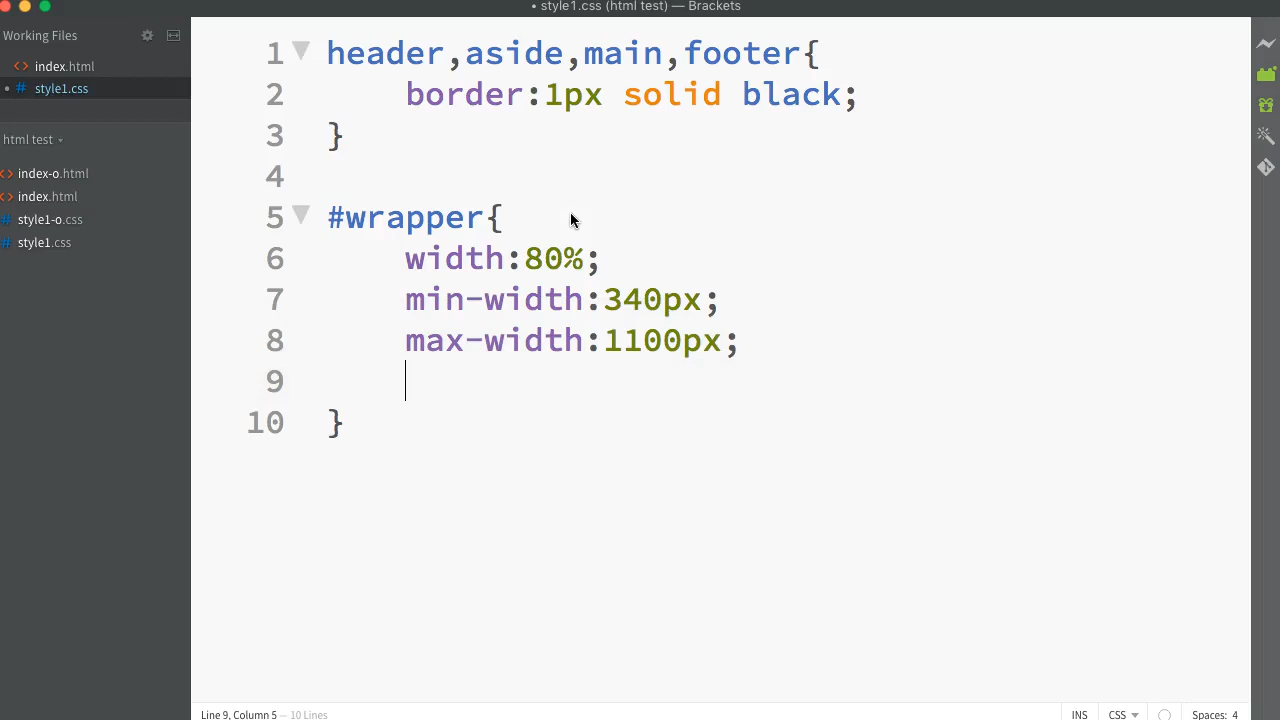 • style1.css (html test) — Brackets
Working Files
<> index.html
• # style1.css
html test
<> index-o.html
<> index.html
# style1-o.css
# style1.css
1 header,aside,main,footer{
2 border:1px solid black;
3 }
4
5 #wrapper{
6 width:80%;
7 min-width:340px;
8 max-width:1100px;
9
10 }
Line 9, Column 5 — 10 Lines
INS
CSS
Spaces: 4